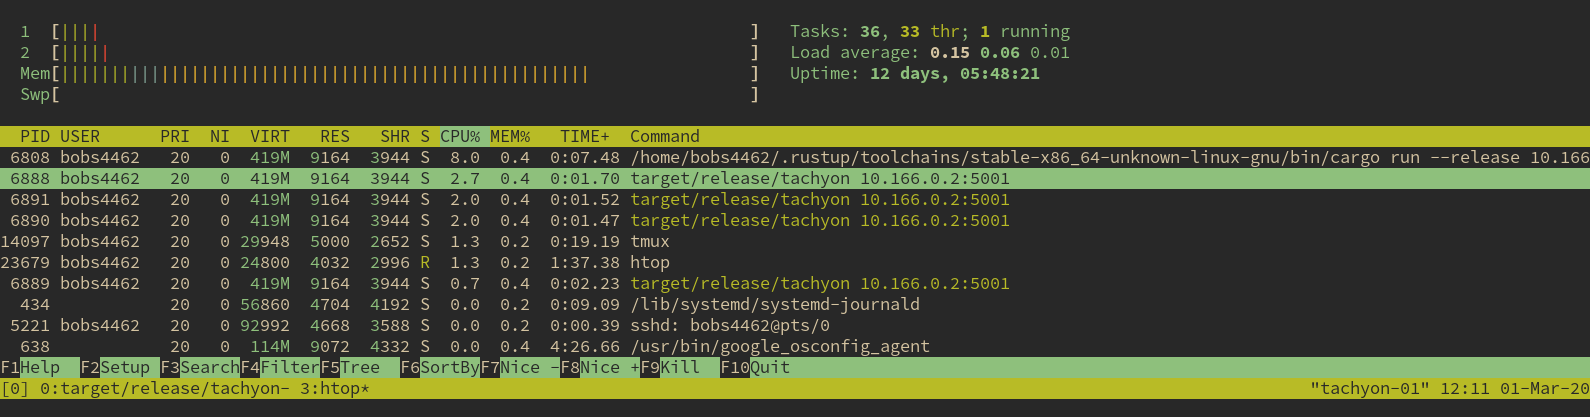 1 [|||| ] Tasks: 36, 33 thr; 1 running
2 [||||| ] Load average: 0.15 0.06 0.01
Mem[||||||||||||||||||||||||||||||||||||||||||||||||||||| ] Uptime: 12 days, 05:48:21
Swp[ ]
PID USER PRI NI VIRT RES SHR S CPU% MEM% TIME+ Command
6808 bobs4462 20 0 419M 9164 3944 S 8.0 0.4 0:07.48 /home/bobs4462/.rustup/toolchains/stable-x86_64-unknown-linux-gnu/bin/cargo run --release 10.166
6888 bobs4462 20 0 419M 9164 3944 S 2.7 0.4 0:01.70 target/release/tachyon 10.166.0.2:5001
6891 bobs4462 20 0 419M 9164 3944 S 2.0 0.4 0:01.52 target/release/tachyon 10.166.0.2:5001
6890 bobs4462 20 0 419M 9164 3944 S 2.0 0.4 0:01.47 target/release/tachyon 10.166.0.2:5001
14097 bobs4462 20 0 29948 5000 2652 S 1.3 0.2 0:19.19 tmux
23679 bobs4462 20 0 24800 4032 2996 R 1.3 0.2 1:37.38 htop
6889 bobs4462 20 0 419M 9164 3944 S 0.7 0.4 0:02.23 target/release/tachyon 10.166.0.2:5001
434 20 0 56860 4704 4192 S 0.0 0.2 0:09.09 /lib/systemd/systemd-journald
5221 bobs4462 20 0 92992 4668 3588 S 0.0 0.2 0:00.39 sshd: bobs4462@pts/0
638 20 0 114M 9072 4332 S 0.0 0.4 4:26.66 /usr/bin/google_osconfig_agent
F1Help F2Setup F3SearchF4FilterF5Tree F6SortByF7Nice -F8Nice +F9Kill F10Quit
[0] 0:target/release/tachyon- 3:htop* "tachyon-01" 12:11 01-Mar-20